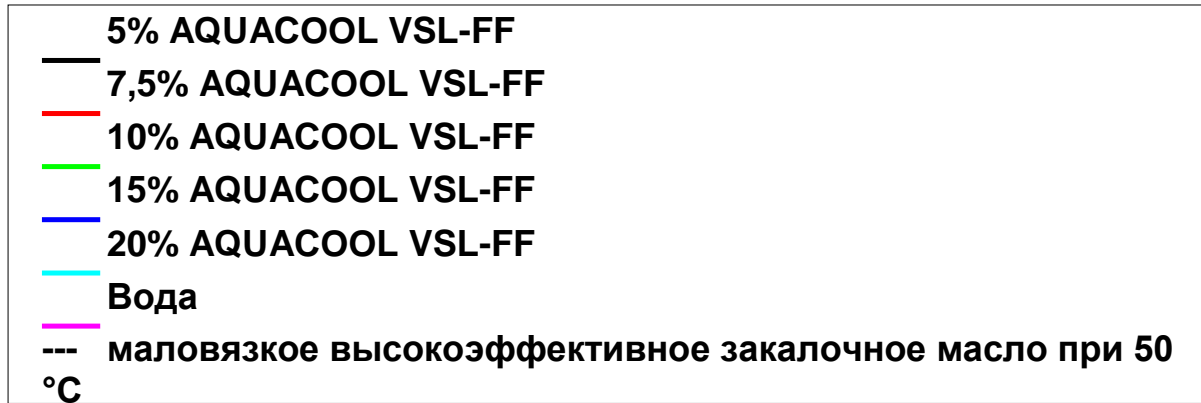 5% AQUACOOL VSL-FF
7,5% AQUACOOL VSL-FF
10% AQUACOOL VSL-FF
15% AQUACOOL VSL-FF
20% AQUACOOL VSL-FF
Вода
--- маловязкое высокоэффективное закалочное масло при 50
°C